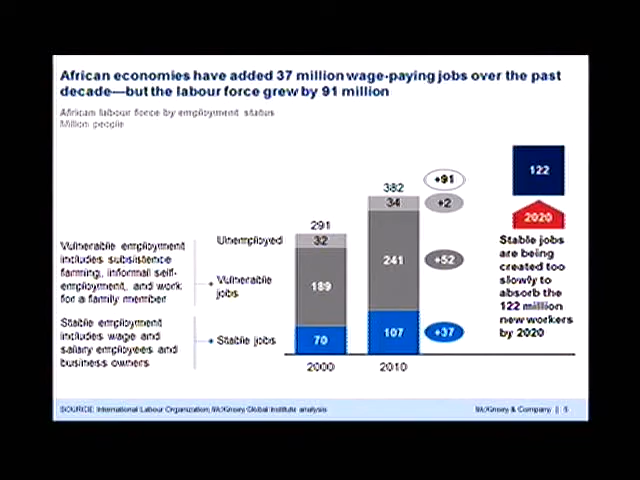 African economies have added 37 million wage-paying jobs over the past
decade—but the labour force grew by 91 million
African labour force by employment status
Million people
+91
122
382
34
+2
2020
291
Unemployed
32
Stable jobs
are being
created too
slowly to
absorb the
122 million
new workers
by 2020
Vulnerable employment
includes subsistence
farming, informal self-
employment, and work
for a family member
Vulnerable
jobs
189
241
+52
Stable employment
includes wage and
salary employees and
business owners
Stable jobs
70
107
+37
2000
2010
SOURCE: International Labour Organization; McKinsey Global Institute analysis
McKinsey & Company | 5